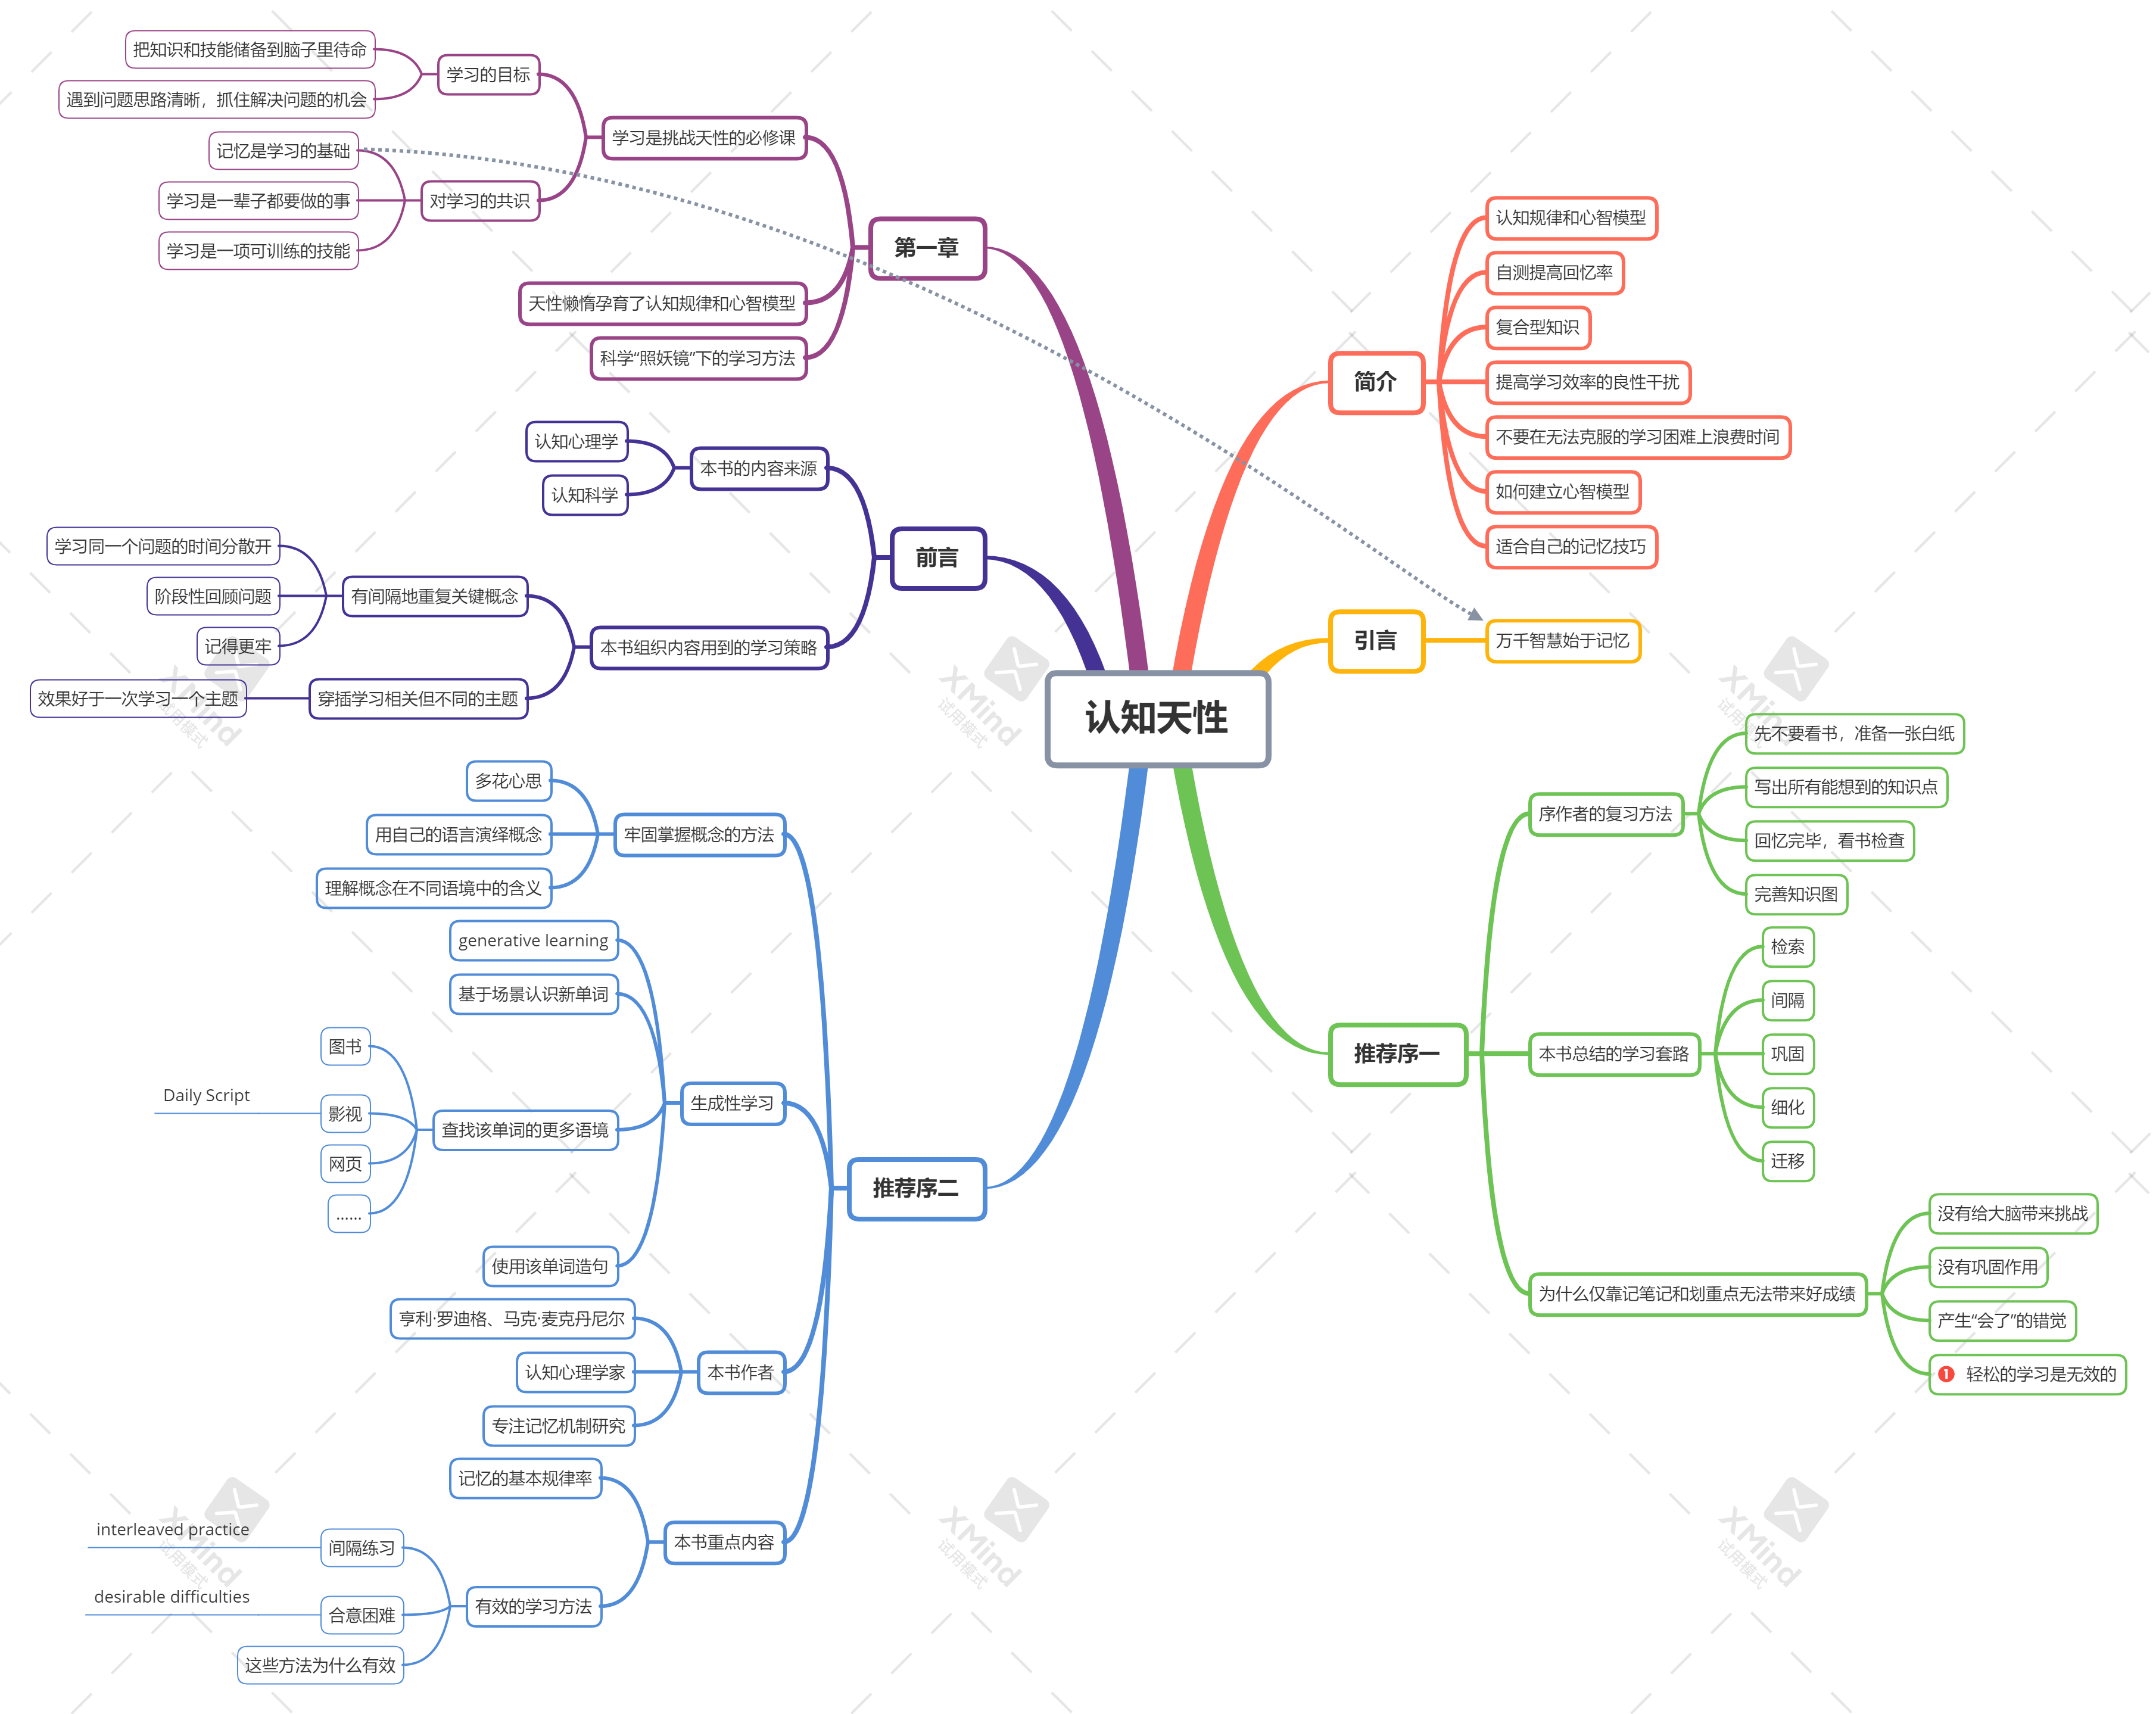 认知天性
简介
认知规律和心智模型
自测提高回忆率
复合型知识
提高学习效率的良性干扰
不要在无法克服的学习困难上浪费时间
如何建立心智模型
适合自己的记忆技巧
引言
万千智慧始于记忆
推荐序一
序作者的复习方法
先不要看书，准备一张白纸
写出所有能想到的知识点
回忆完毕，看书检查
完善知识图
本书总结的学习套路
检索
间隔
巩固
细化
迁移
为什么仅靠记笔记和划重点无法带来好成绩
没有给大脑带来挑战
没有巩固作用
产生“会了”的错觉
1 轻松的学习是无效的
推荐序二
牢固掌握概念的方法
多花心思
用自己的语言演绎概念
理解概念在不同语境中的含义
生成性学习
generative learning
基于场景认识新单词
查找该单词的更多语境
图书
影视
Daily Script
网页
……
使用该单词造句
本书作者
亨利·罗迪格、马克·麦克丹尼尔
认知心理学家
专注记忆机制研究
本书重点内容
记忆的基本规律率
有效的学习方法
间隔练习
interleaved practice
合意困难
desirable difficulties
这些方法为什么有效
前言
本书的内容来源
认知心理学
认知科学
本书组织内容用到的学习策略
有间隔地重复关键概念
学习同一个问题的时间分散开
阶段性回顾问题
记得更牢
穿插学习相关但不同的主题
效果好于一次学习一个主题
第一章
学习是挑战天性的必修课
学习的目标
把知识和技能储备到脑子里待命
遇到问题思路清晰，抓住解决问题的机会
对学习的共识
记忆是学习的基础
学习是一辈子都要做的事
学习是一项可训练的技能
天性懒惰孕育了认知规律和心智模型
科学“照妖镜”下的学习方法
XMind
试用模式
XMind
试用模式
XMind
试用模式
XMind
试用模式
XMind
试用模式
XMind
试用模式